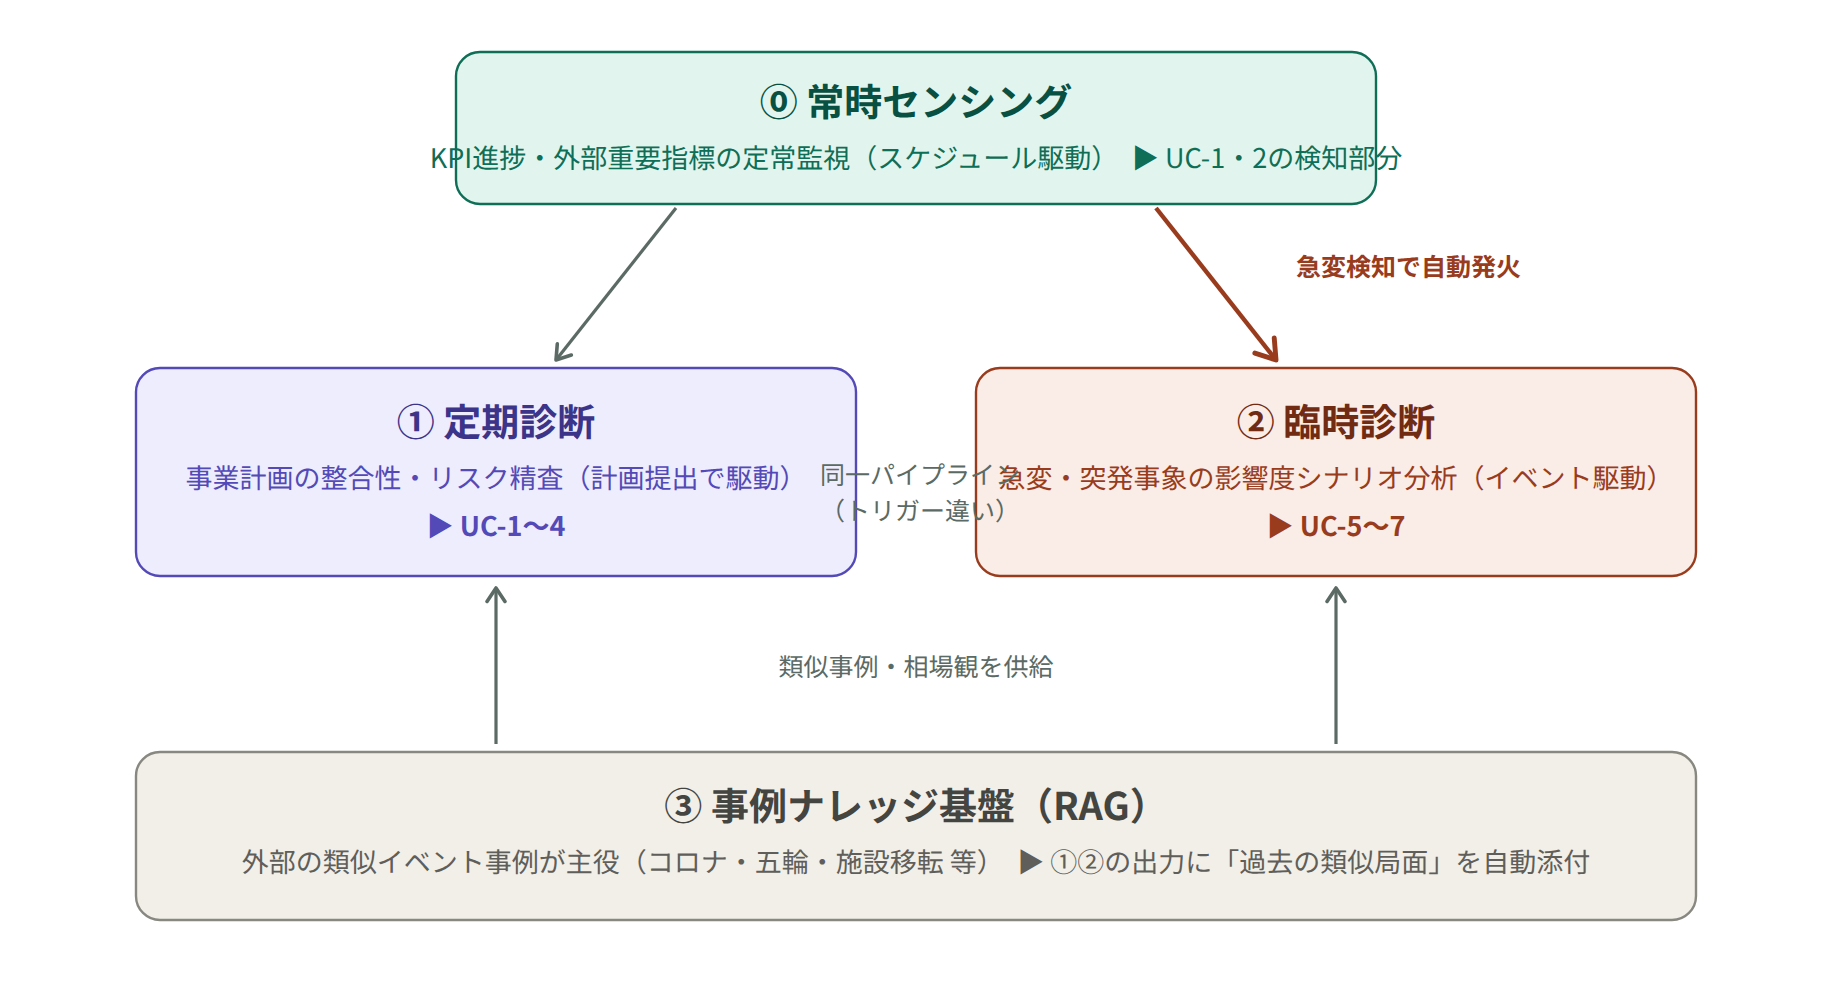 ⓪ 常時センシング
KPI進捗・外部重要指標の定常監視（スケジュール駆動） ▶ UC-1・2の検知部分
急変検知で自動発火
① 定期診断
事業計画の整合性・リスク精査（計画提出で駆動）
▶ UC-1〜4
同一パイプライン
（トリガー違い）
② 臨時診断
急変・突発事象の影響度シナリオ分析（イベント駆動）
▶ UC-5〜7
類似事例・相場観を供給
③ 事例ナレッジ基盤（RAG）
外部の類似イベント事例が主役（コロナ・五輪・施設移転 等） ▶ ①②の出力に「過去の類似局面」を自動添付